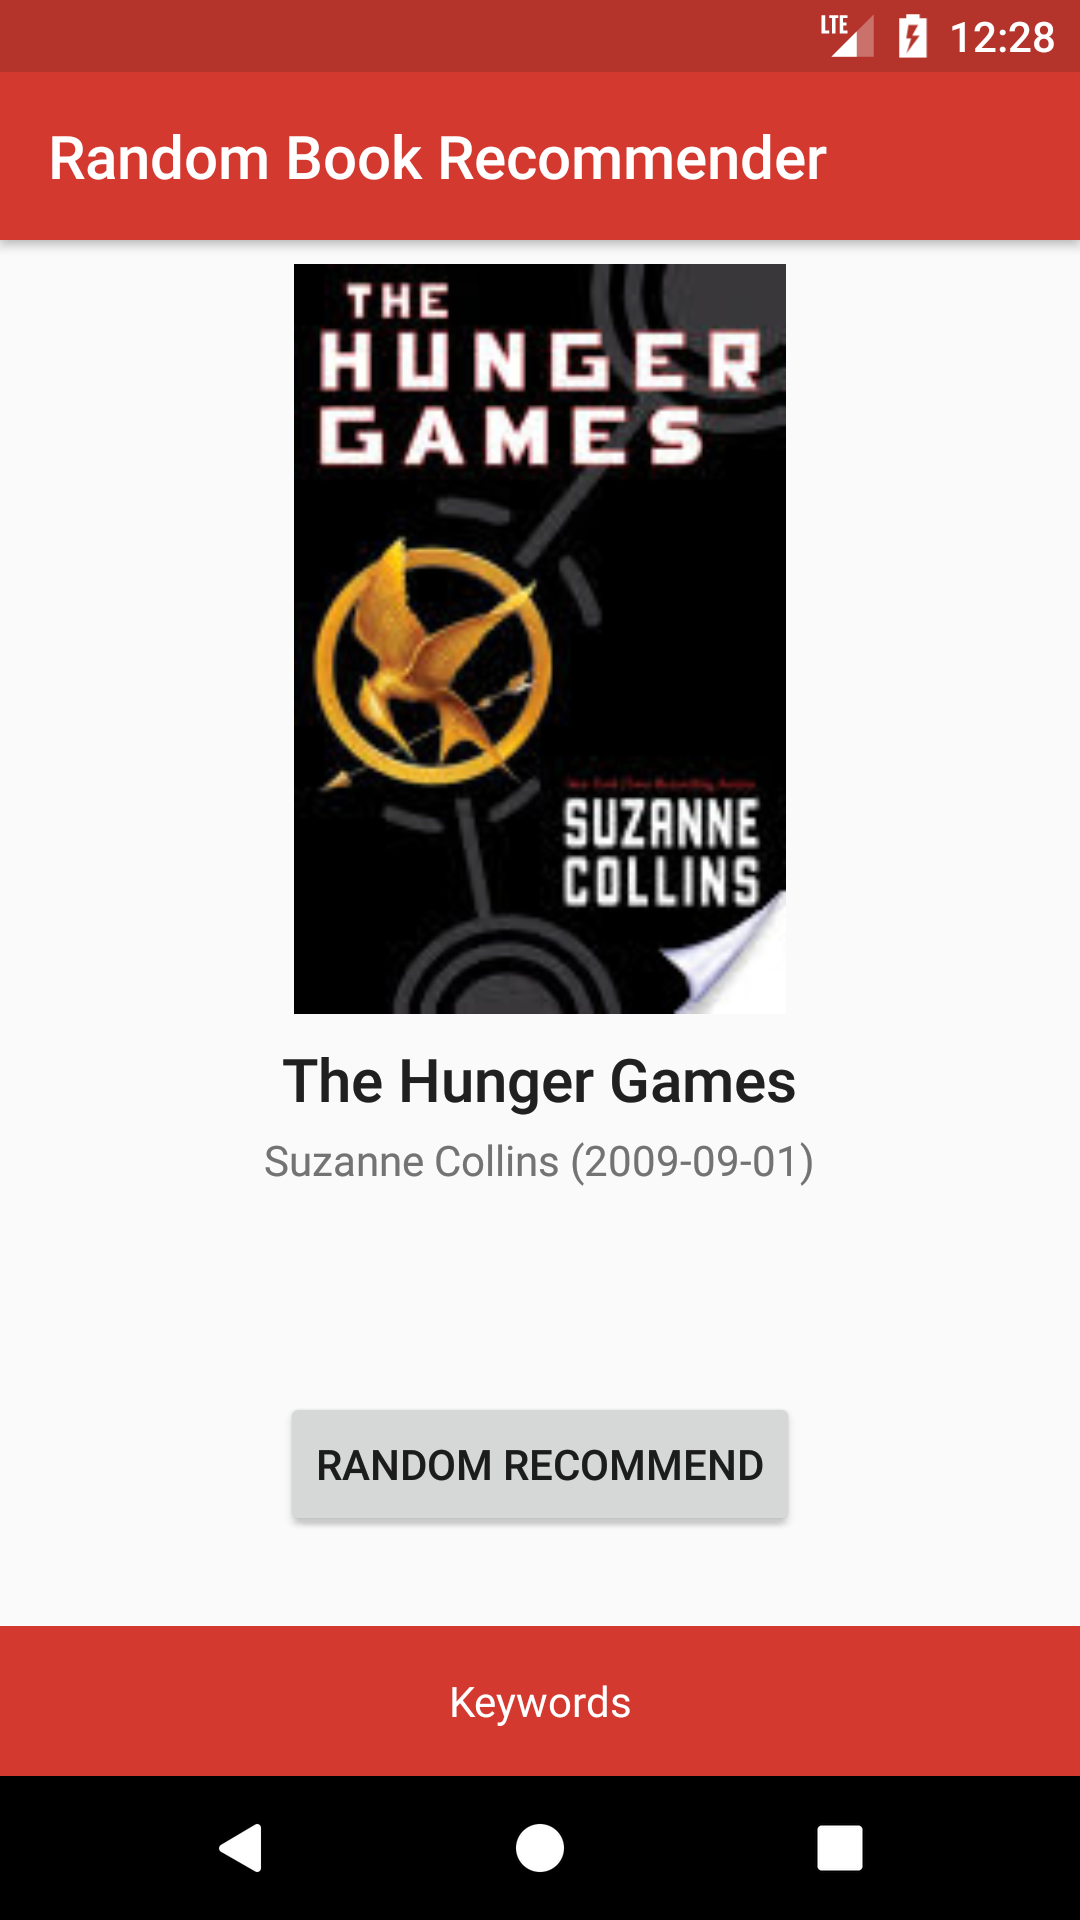 LTE 12:28
Random Book Recommender
THE
HUNGER
GAMES
SUZANNE
COLLINS
The Hunger Games
Suzanne Collins (2009-09-01)
RANDOM RECOMMEND
Keywords